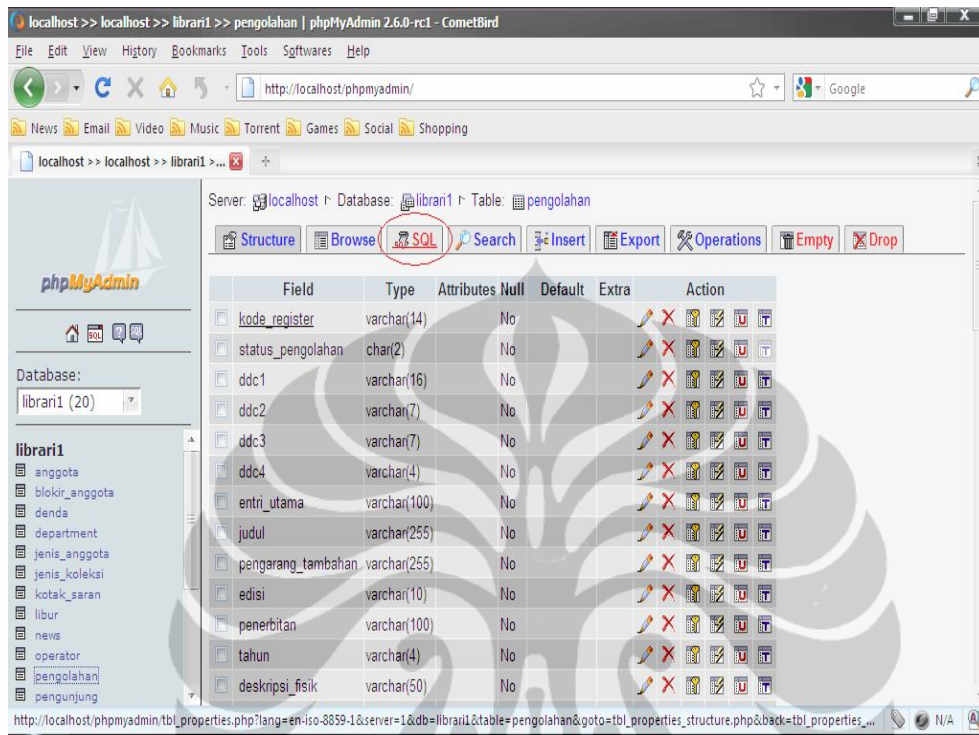 localhost >> localhost >> librari1 >> pengolahan | phpMyAdmin 2.6.0-rc1 - CometBird
File Edit View History Bookmarks Tools Softwares Help
http://localhost/phpmyadmin/
Google
News Email Video Music Torrent Games Social Shopping
localhost >> localhost >> librari1 >...
Server: localhost Database: librari1 Table: pengolahan
Structure Browse SQL Search Insert Export Operations Empty Drop
phpMyAdmin
SQL
Database:
librari1 (20)
librari1
anggota
blokir_anggota
denda
department
jenis_anggota
jenis_koleksi
kotak_saran
libur
news
operator
pengolahan
pengunjung
Field Type Attributes Null Default Extra Action
kode_register varchar(14) No
status_pengolahan char(2) No
ddc1 varchar(16) No
ddc2 varchar(7) No
ddc3 varchar(7) No
ddc4 varchar(4) No
entri_utama varchar(100) No
judul varchar(255) No
pengarang_tambahan varchar(255) No
edisi varchar(10) No
penerbitan varchar(100) No
tahun varchar(4) No
deskripsi_fisik varchar(50) No
http://localhost/phpmyadmin/tbl_properties.php?lang=en-iso-8859-1&server=1&db=librari1&table=pengolahan&goto=tbl_properties_structure.php&back=tbl_properties_... N/A